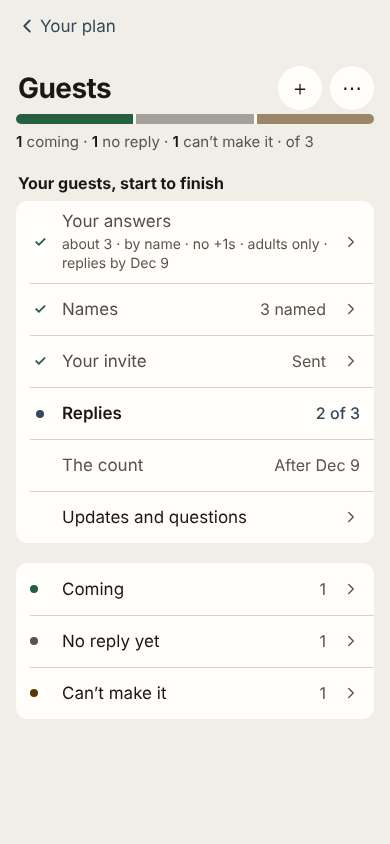 Your plan
Guests
+ ···
1 coming · 1 no reply · 1 can’t make it · of 3
Your guests, start to finish
Your answers
about 3 · by name · no +1s · adults only ·
replies by Dec 9
Names 3 named
Your invite Sent
Replies 2 of 3
The count After Dec 9
Updates and questions
Coming 1
No reply yet 1
Can’t make it 1